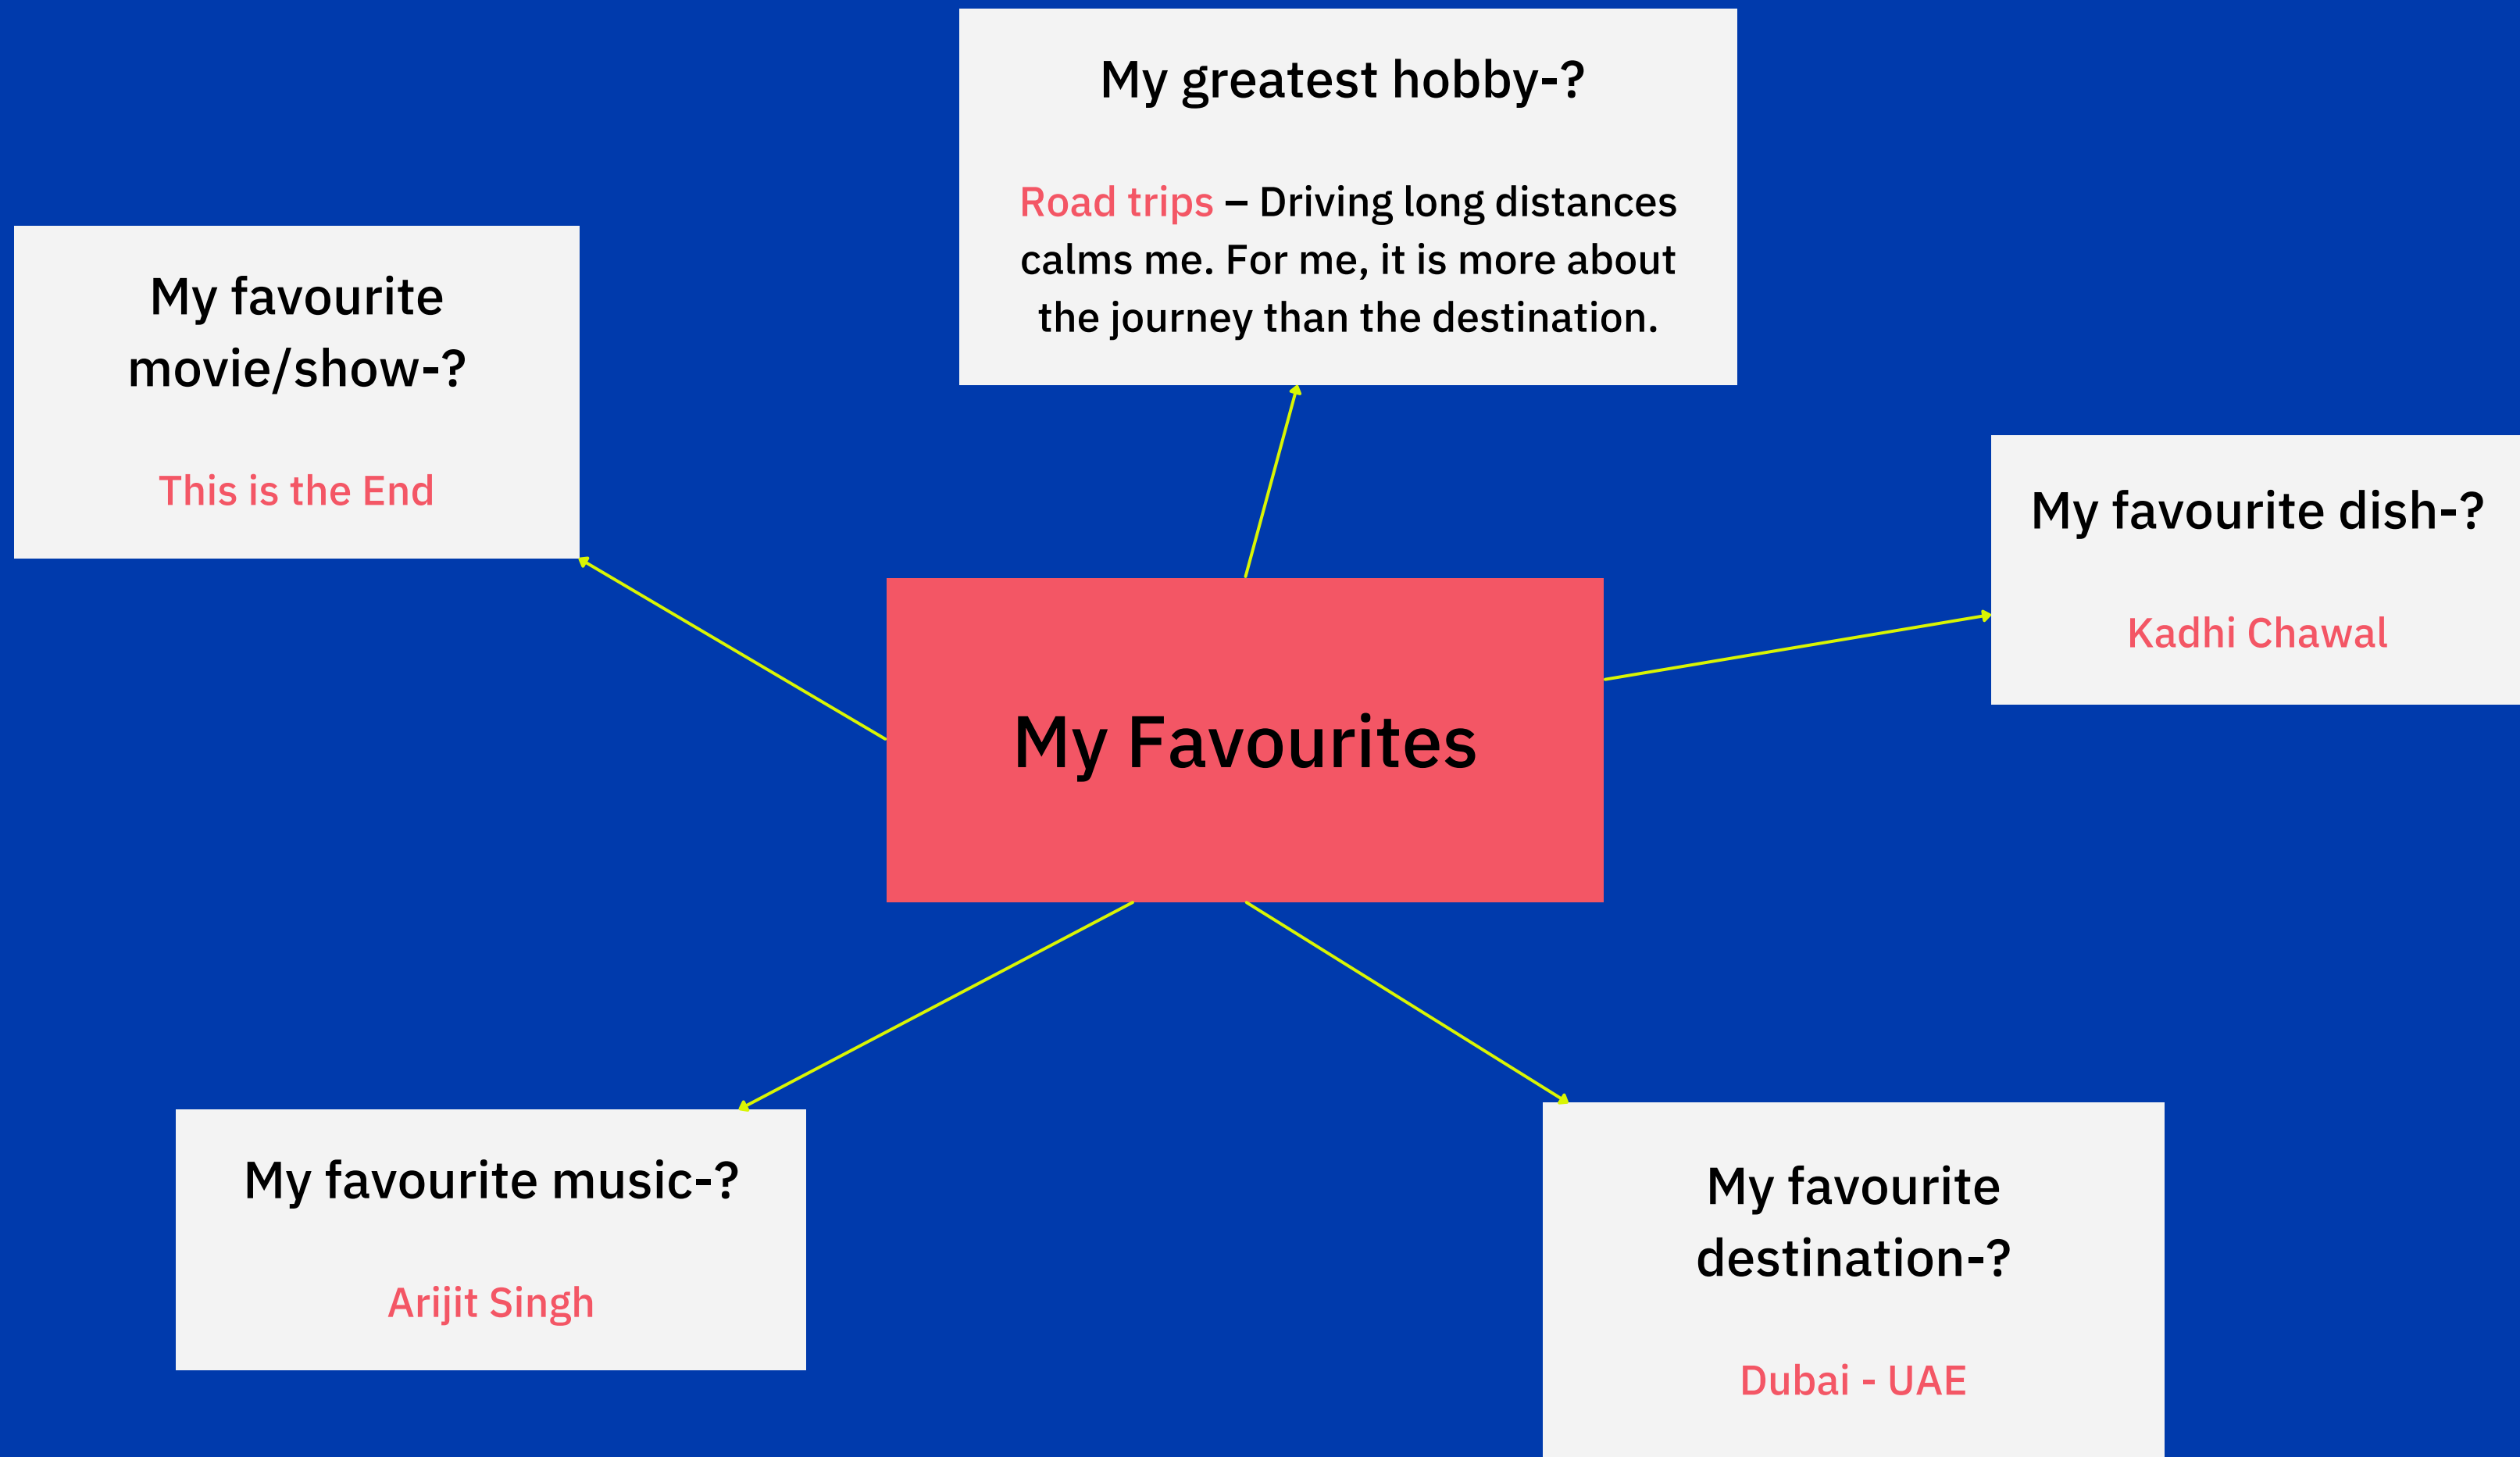 My greatest hobby-?
Road trips – Driving long distances
calms me. For me, it is more about
the journey than the destination.
My favourite
movie/show-?
This is the End
My favourite dish-?
Kadhi Chawal
My Favourites
My favourite music-?
Arijit Singh
My favourite
destination-?
Dubai - UAE